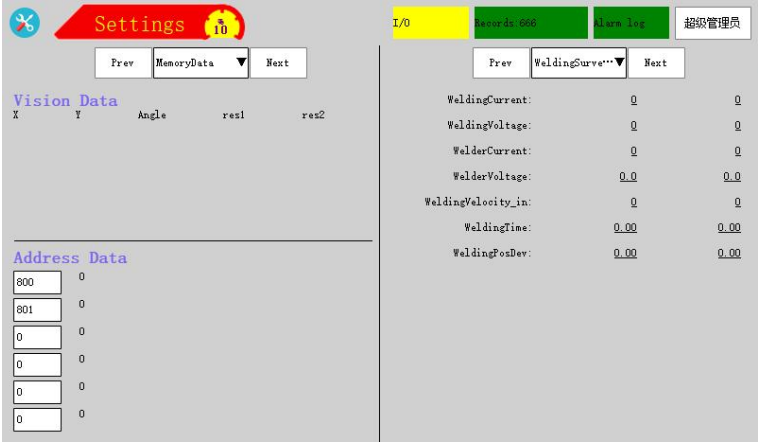 Settings 10 I/O Records:666 Alarm log 超级管理员
Prev MemoryData Next
Prev WeldingSurve… Next
Vision Data
X Y Angle res1 res2
Address Data
800 0
801 0
0 0
0 0
0 0
0 0
WeldingCurrent: 0 0
WeldingVoltage: 0 0
WelderCurrent: 0 0
WelderVoltage: 0.0 0.0
WeldingVelocity_in: 0 0
WeldingTime: 0.00 0.00
WeldingPosDev: 0.00 0.00